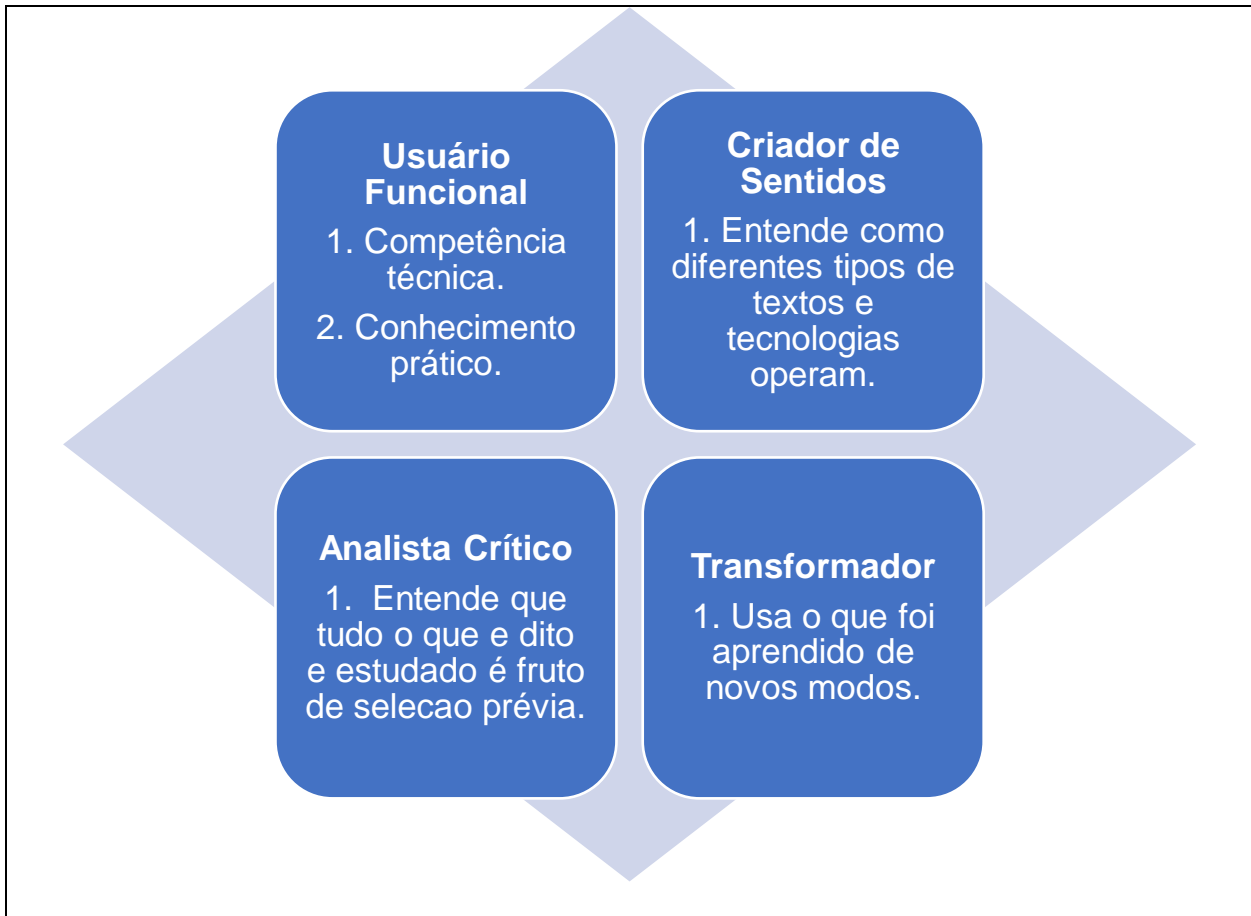 Usuário
Funcional
1. Competência
técnica.
2. Conhecimento
prático.
Criador de
Sentidos
1. Entende como
diferentes tipos de
textos e
tecnologias
operam.
Analista Crítico
1. Entende que
tudo o que e dito
e estudado é fruto
de selecao prévia.
Transformador
1. Usa o que foi
aprendido de
novos modos.